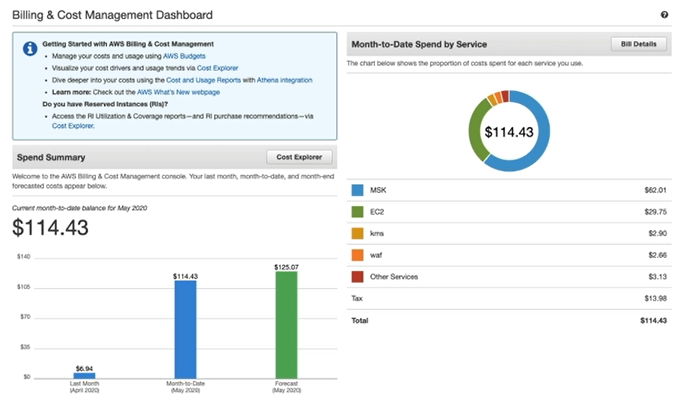 Billing & Cost Management Dashboard
Getting Started with AWS Billing & Cost Management
• Manage your costs and usage using AWS Budgets
• Visualize your cost drivers and usage trends via Cost Explorer
• Dive deeper into your costs using the Cost and Usage Reports with Athena integration
• Learn more: Check out the AWS What's New webpage
Do you have Reserved Instances (RIs)?
• Access the RI Utilization & Coverage reports—and RI purchase recommendations—via
Cost Explorer.
Spend Summary
Cost Explorer
Welcome to the AWS Billing & Cost Management console. Your last month, month-to-date, and month-end
forecasted costs appear below.
Current month-to-date balance for May 2020
$114.43
$140
$105
$70
$35
$0
$6.94
$114.43
$125.07
Last Month
(April 2020)
Month-to-Date
(May 2020)
Forecast
(May 2020)
Month-to-Date Spend by Service
Bill Details
The chart below shows the proportion of costs spent for each service you use.
$114.43
MSK $62.01
EC2 $29.75
kms $2.90
waf $2.66
Other Services $3.13
Tax $13.98
Total $114.43